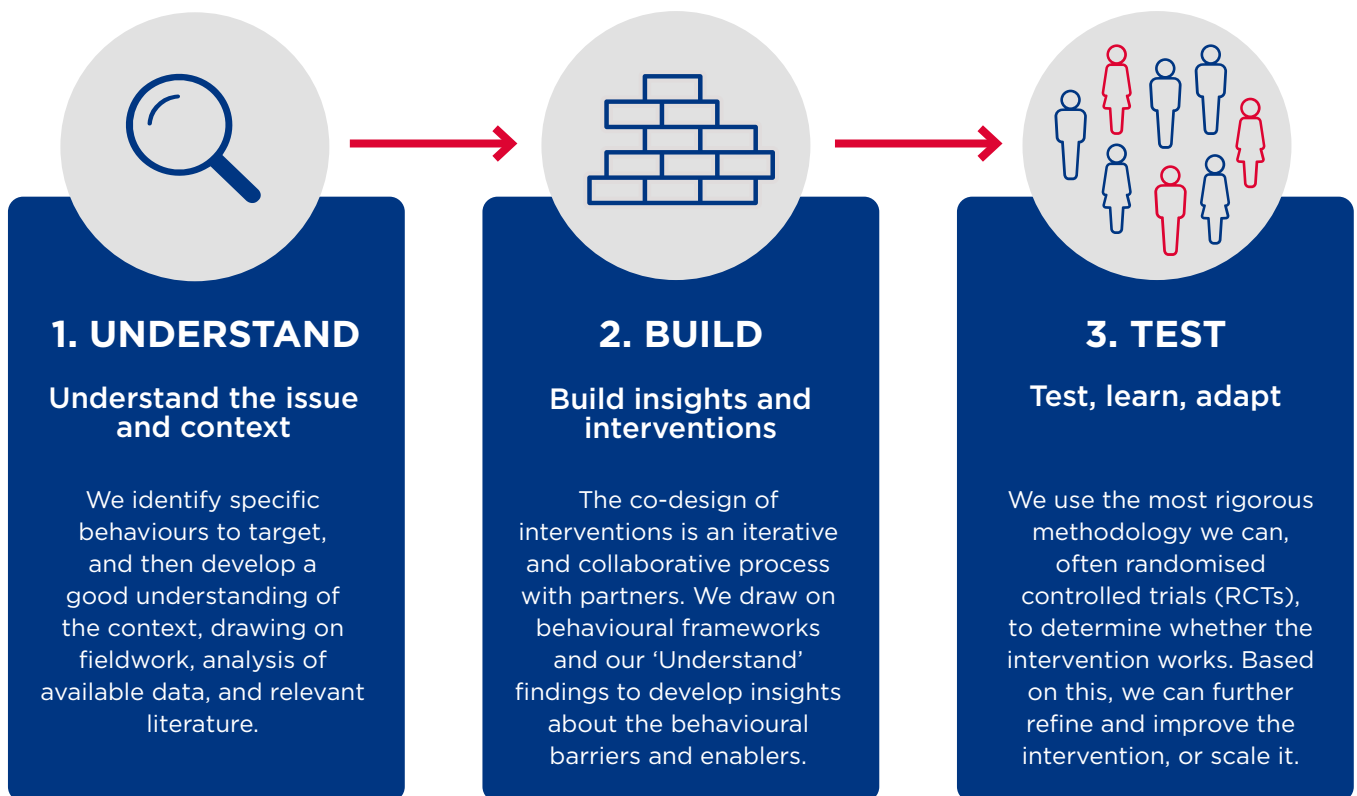 1. UNDERSTAND
Understand the issue
and context
We identify specific
behaviours to target,
and then develop a
good understanding of
the context, drawing on
fieldwork, analysis of
available data, and relevant
literature.
2. BUILD
Build insights and
interventions
The co-design of
interventions is an iterative
and collaborative process
with partners. We draw on
behavioural frameworks
and our ‘Understand’
findings to develop insights
about the behavioural
barriers and enablers.
3. TEST
Test, learn, adapt
We use the most rigorous
methodology we can,
often randomised
controlled trials (RCTs),
to determine whether the
intervention works. Based
on this, we can further
refine and improve the
intervention, or scale it.